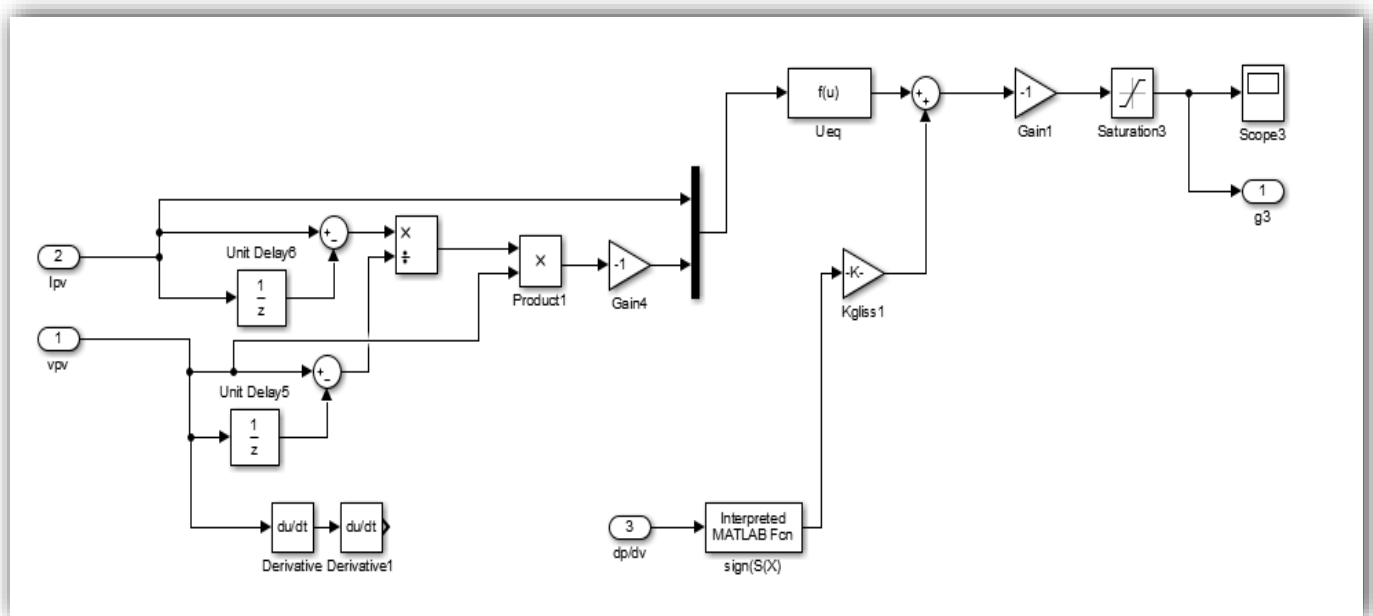 f(u)
Ueq
+
+
-1
Gain1
Saturation3
Scope3
1
g3
2
Ipv
+
-
Unit Delay6
1
z
X
÷
X
Product1
-1
Gain4
-K-
Kgliss1
1
vpv
+
-
Unit Delay5
1
z
du/dt
Derivative
du/dt
Derivative1
3
dp/dv
Interpreted
MATLAB Fcn
sign(S(X)